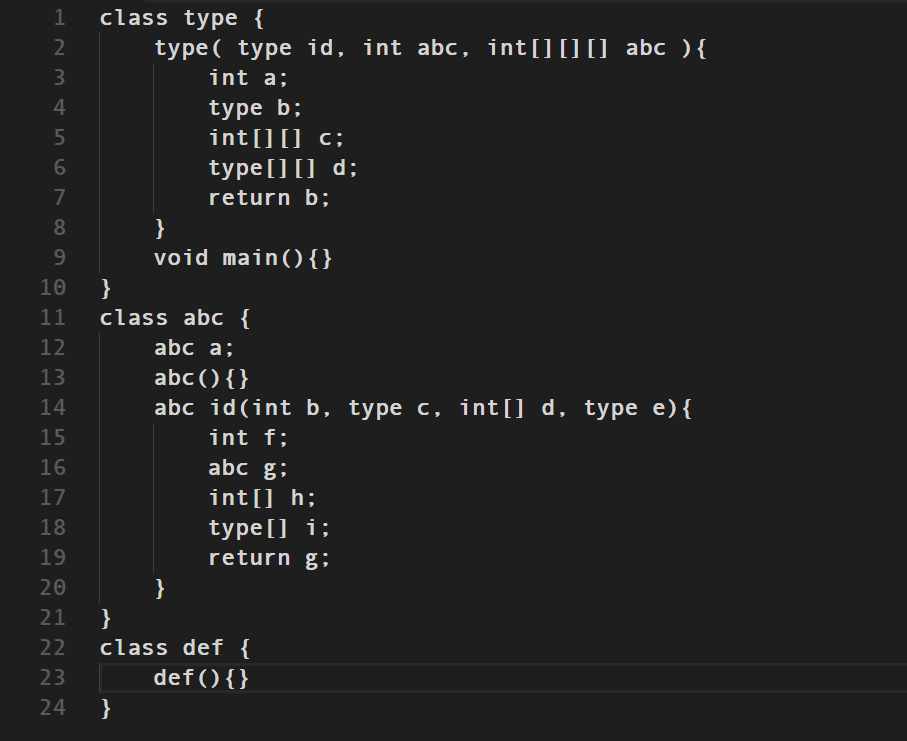 1 class type {
2 type( type id, int abc, int[][][] abc ){
3 int a;
4 type b;
5 int[][] c;
6 type[][] d;
7 return b;
8 }
9 void main(){}
10 }
11 class abc {
12 abc a;
13 abc(){}
14 abc id(int b, type c, int[] d, type e){
15 int f;
16 abc g;
17 int[] h;
18 type[] i;
19 return g;
20 }
21 }
22 class def {
23 def(){}
24 }